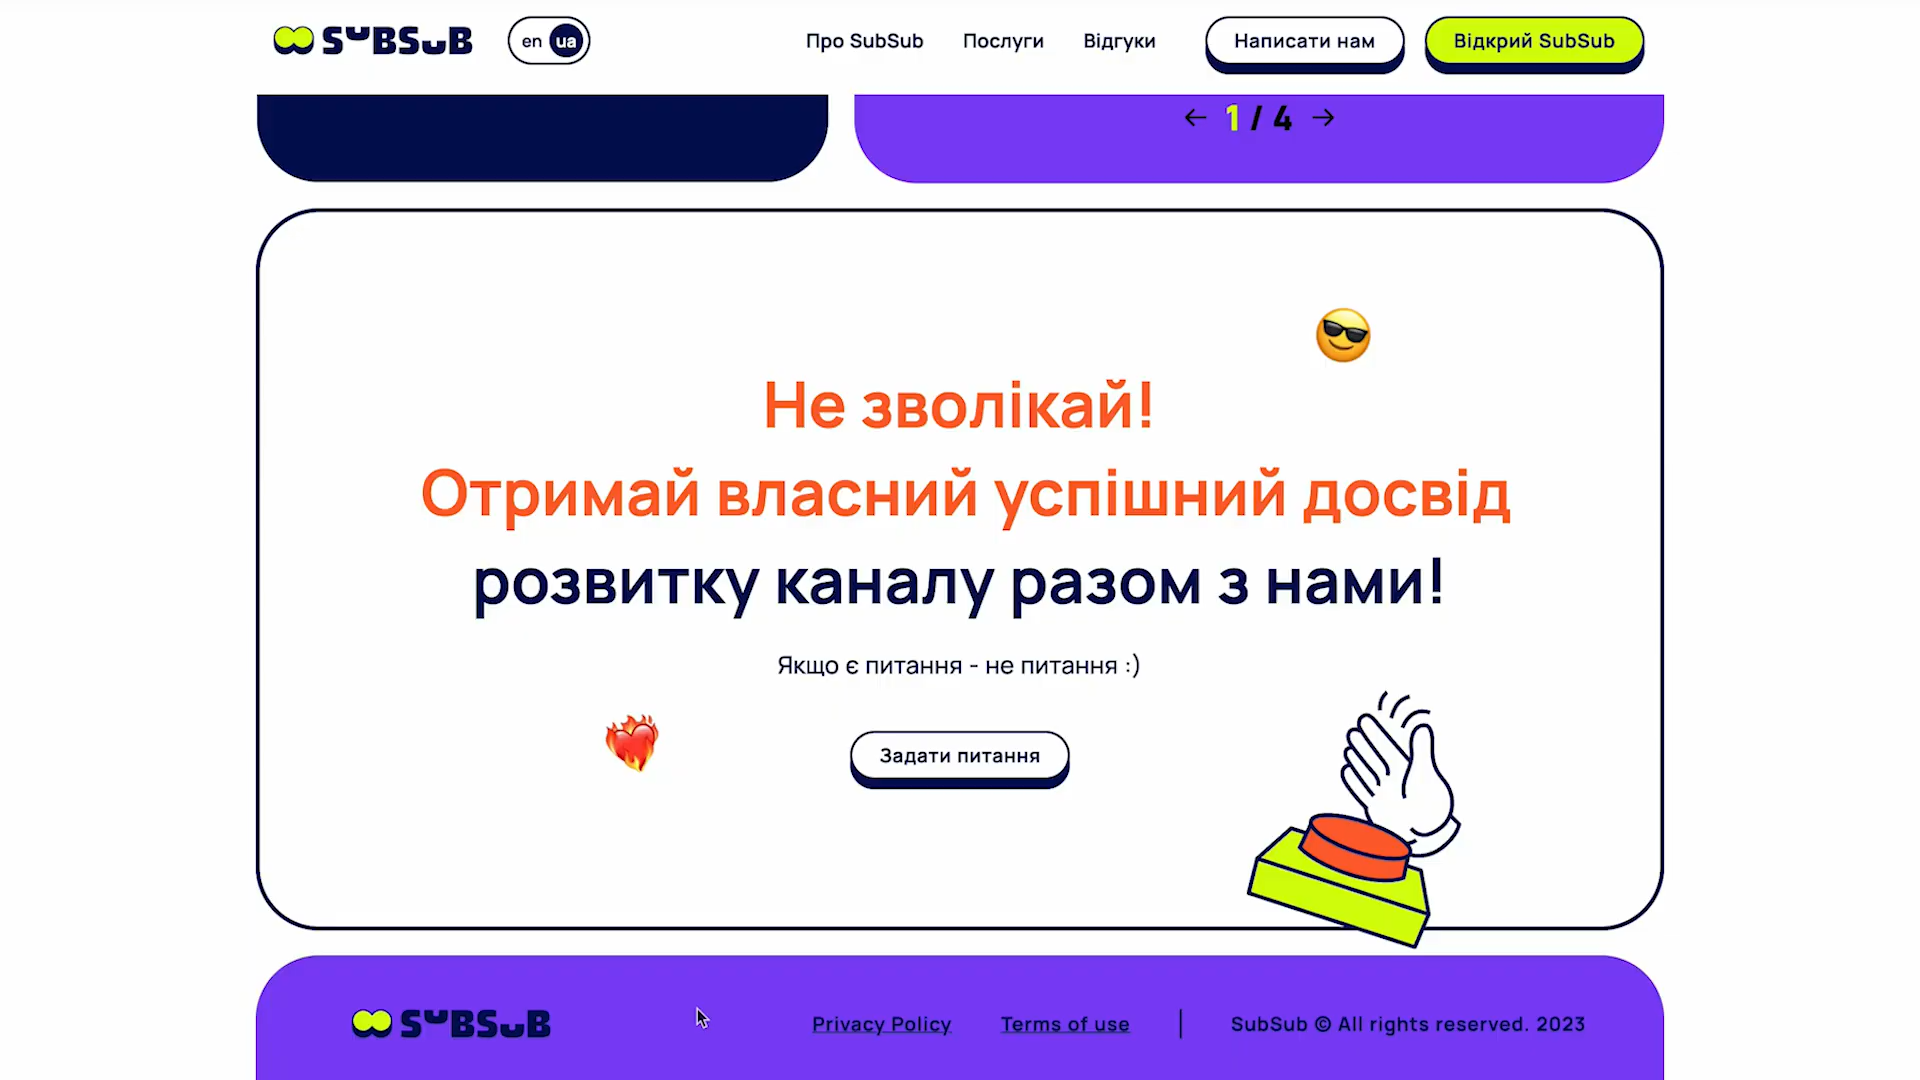 SUBSUB
en ua
Про SubSub
Послуги
Відгуки
Написати нам
Відкрий SubSub
← 1 / 4 →
Не зволікай!
Отримай власний успішний досвід
розвитку каналу разом з нами!
Якщо є питання - не питання :)
Задати питання
SUBSUB
Privacy Policy
Terms of use
SubSub © All rights reserved. 2023